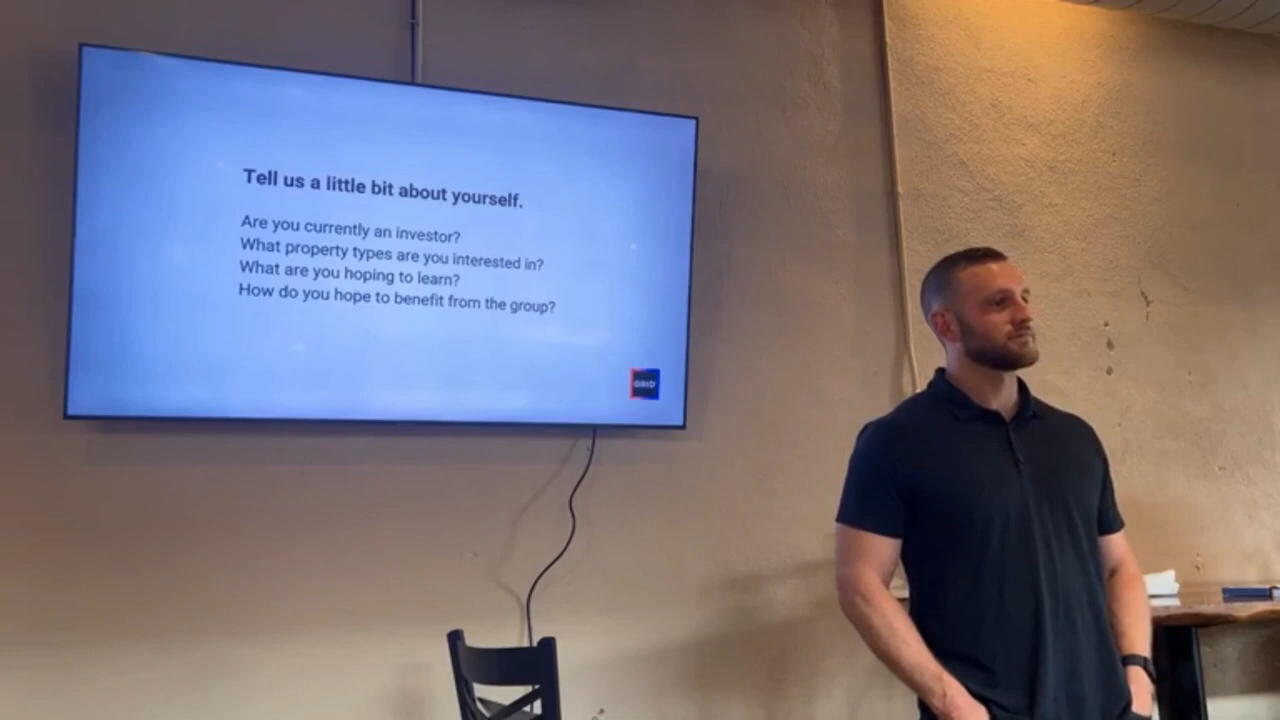 Tell us a little bit about yourself.
Are you currently an investor?
What property types are you interested in?
What are you hoping to learn?
How do you hope to benefit from the group?
GRID